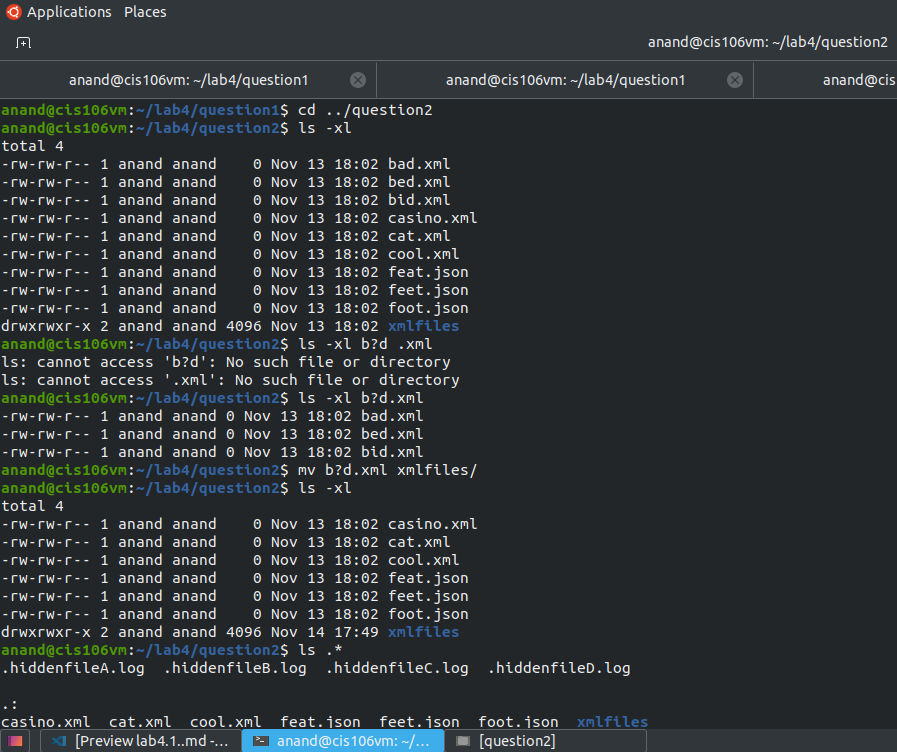 Applications Places
anand@cis106vm: ~/lab4/question2
anand@cis106vm: ~/lab4/question1 anand@cis106vm: ~/lab4/question1 anand@cis
anand@cis106vm:~/lab4/question1$ cd ../question2
anand@cis106vm:~/lab4/question2$ ls -xl
total 4
-rw-rw-r-- 1 anand anand    0 Nov 13 18:02 bad.xml
-rw-rw-r-- 1 anand anand    0 Nov 13 18:02 bed.xml
-rw-rw-r-- 1 anand anand    0 Nov 13 18:02 bid.xml
-rw-rw-r-- 1 anand anand    0 Nov 13 18:02 casino.xml
-rw-rw-r-- 1 anand anand    0 Nov 13 18:02 cat.xml
-rw-rw-r-- 1 anand anand    0 Nov 13 18:02 cool.xml
-rw-rw-r-- 1 anand anand    0 Nov 13 18:02 feat.json
-rw-rw-r-- 1 anand anand    0 Nov 13 18:02 feet.json
-rw-rw-r-- 1 anand anand    0 Nov 13 18:02 foot.json
drwxrwxr-x 2 anand anand 4096 Nov 13 18:02 xmlfiles
anand@cis106vm:~/lab4/question2$ ls -xl b?d .xml
ls: cannot access 'b?d': No such file or directory
ls: cannot access '.xml': No such file or directory
anand@cis106vm:~/lab4/question2$ ls -xl b?d.xml
-rw-rw-r-- 1 anand anand 0 Nov 13 18:02 bad.xml
-rw-rw-r-- 1 anand anand 0 Nov 13 18:02 bed.xml
-rw-rw-r-- 1 anand anand 0 Nov 13 18:02 bid.xml
anand@cis106vm:~/lab4/question2$ mv b?d.xml xmlfiles/
anand@cis106vm:~/lab4/question2$ ls -xl
total 4
-rw-rw-r-- 1 anand anand    0 Nov 13 18:02 casino.xml
-rw-rw-r-- 1 anand anand    0 Nov 13 18:02 cat.xml
-rw-rw-r-- 1 anand anand    0 Nov 13 18:02 cool.xml
-rw-rw-r-- 1 anand anand    0 Nov 13 18:02 feat.json
-rw-rw-r-- 1 anand anand    0 Nov 13 18:02 feet.json
-rw-rw-r-- 1 anand anand    0 Nov 13 18:02 foot.json
drwxrwxr-x 2 anand anand 4096 Nov 14 17:49 xmlfiles
anand@cis106vm:~/lab4/question2$ ls .*
.hiddenfileA.log  .hiddenfileB.log  .hiddenfileC.log  .hiddenfileD.log
.:
casino.xml  cat.xml  cool.xml  feat.json  feet.json  foot.json  xmlfiles
[Preview lab4.1..md -... anand@cis106vm: ~/... [question2]